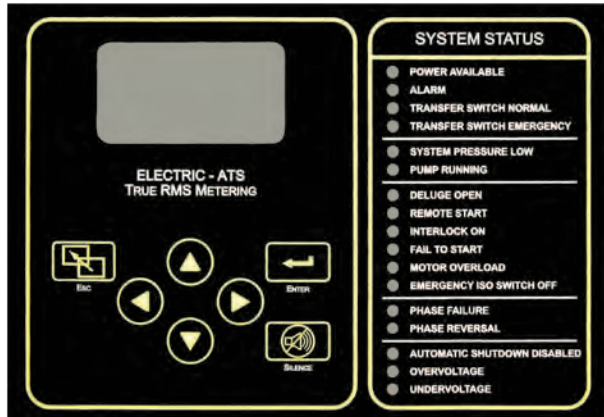 ELECTRIC - ATS
TRUE RMS METERING
ESC
ENTER
SILENCE
SYSTEM STATUS
POWER AVAILABLE
ALARM
TRANSFER SWITCH NORMAL
TRANSFER SWITCH EMERGENCY
SYSTEM PRESSURE LOW
PUMP RUNNING
DELUGE OPEN
REMOTE START
INTERLOCK ON
FAIL TO START
MOTOR OVERLOAD
EMERGENCY ISO SWITCH OFF
PHASE FAILURE
PHASE REVERSAL
AUTOMATIC SHUTDOWN DISABLED
OVERVOLTAGE
UNDERVOLTAGE